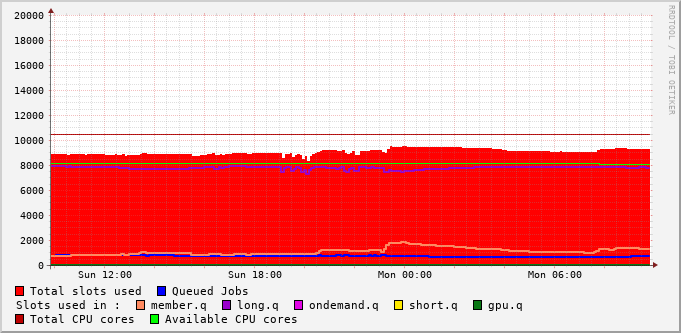 20000
18000
16000
14000
12000
10000
8000
6000
4000
2000
0
Sun 12:00 Sun 18:00 Mon 00:00 Mon 06:00
RRDTOOL / TOBI OETIKER
Total slots used Queued Jobs
Slots used in : member.q long.q ondemand.q short.q gpu.q
Total CPU cores Available CPU cores